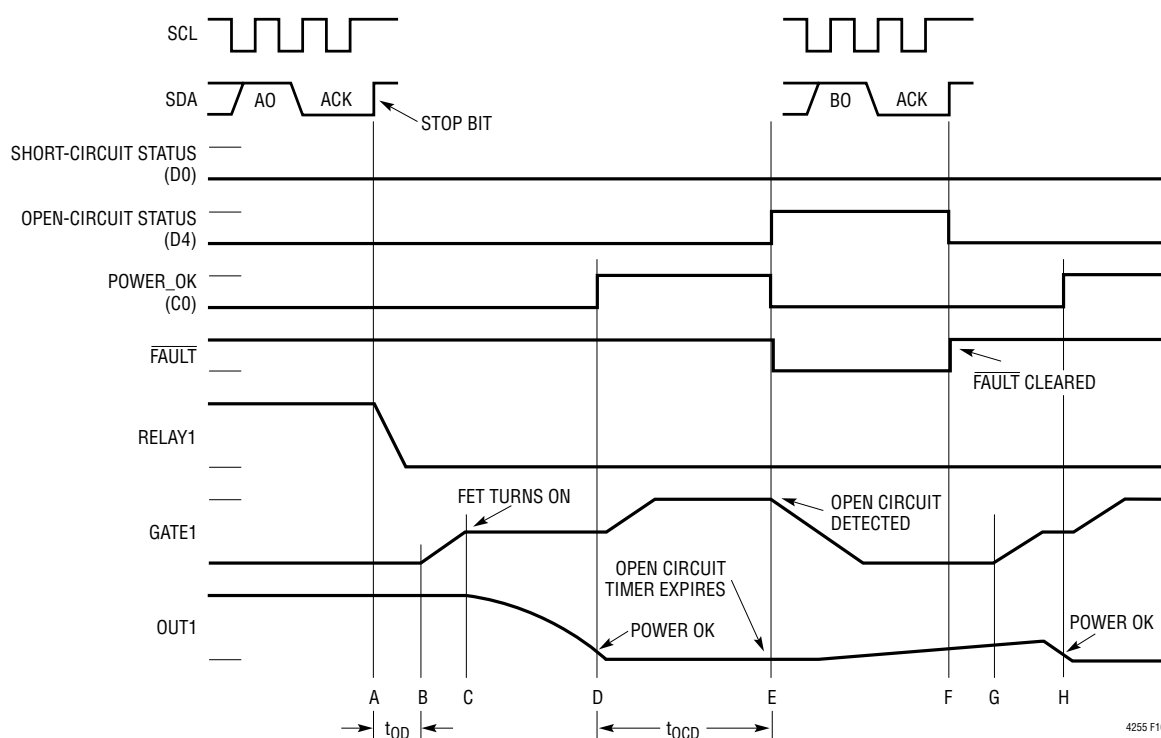 SCL
SDA
AO
ACK
BO
ACK
STOP BIT
SHORT-CIRCUIT STATUS
(D0)
OPEN-CIRCUIT STATUS
(D4)
POWER_OK
(C0)
FAULT
FAULT CLEARED
RELAY1
FET TURNS ON
GATE1
OPEN CIRCUIT
DETECTED
OPEN CIRCUIT
TIMER EXPIRES
OUT1
POWER OK
POWER OK
A B C D E F G H
tOD
tOCD